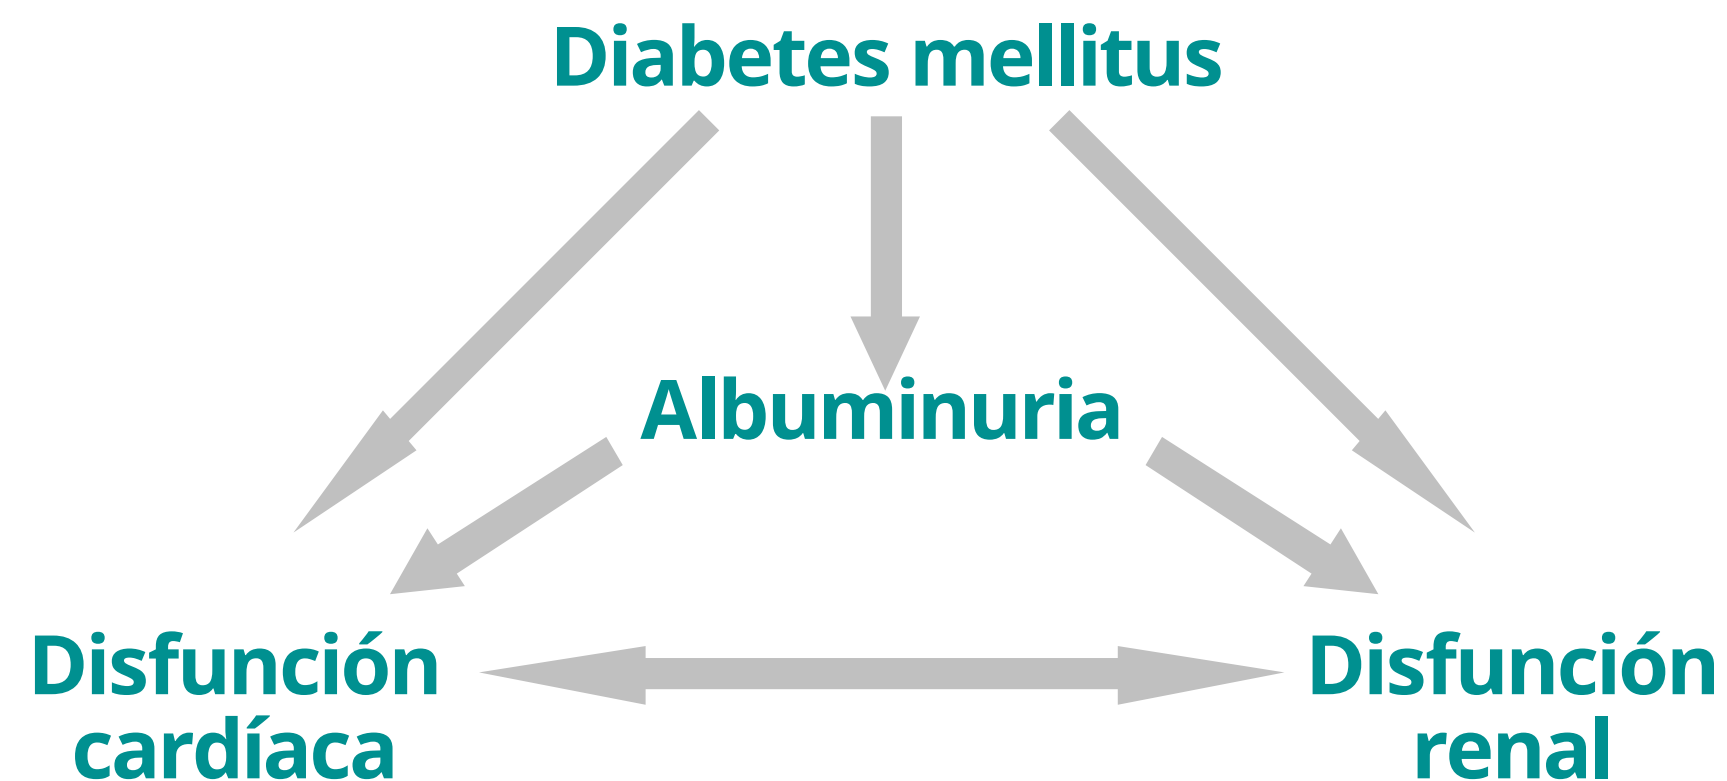 Diabetes mellitus
Albuminuria
Disfunción
cardíaca
Disfunción
renal